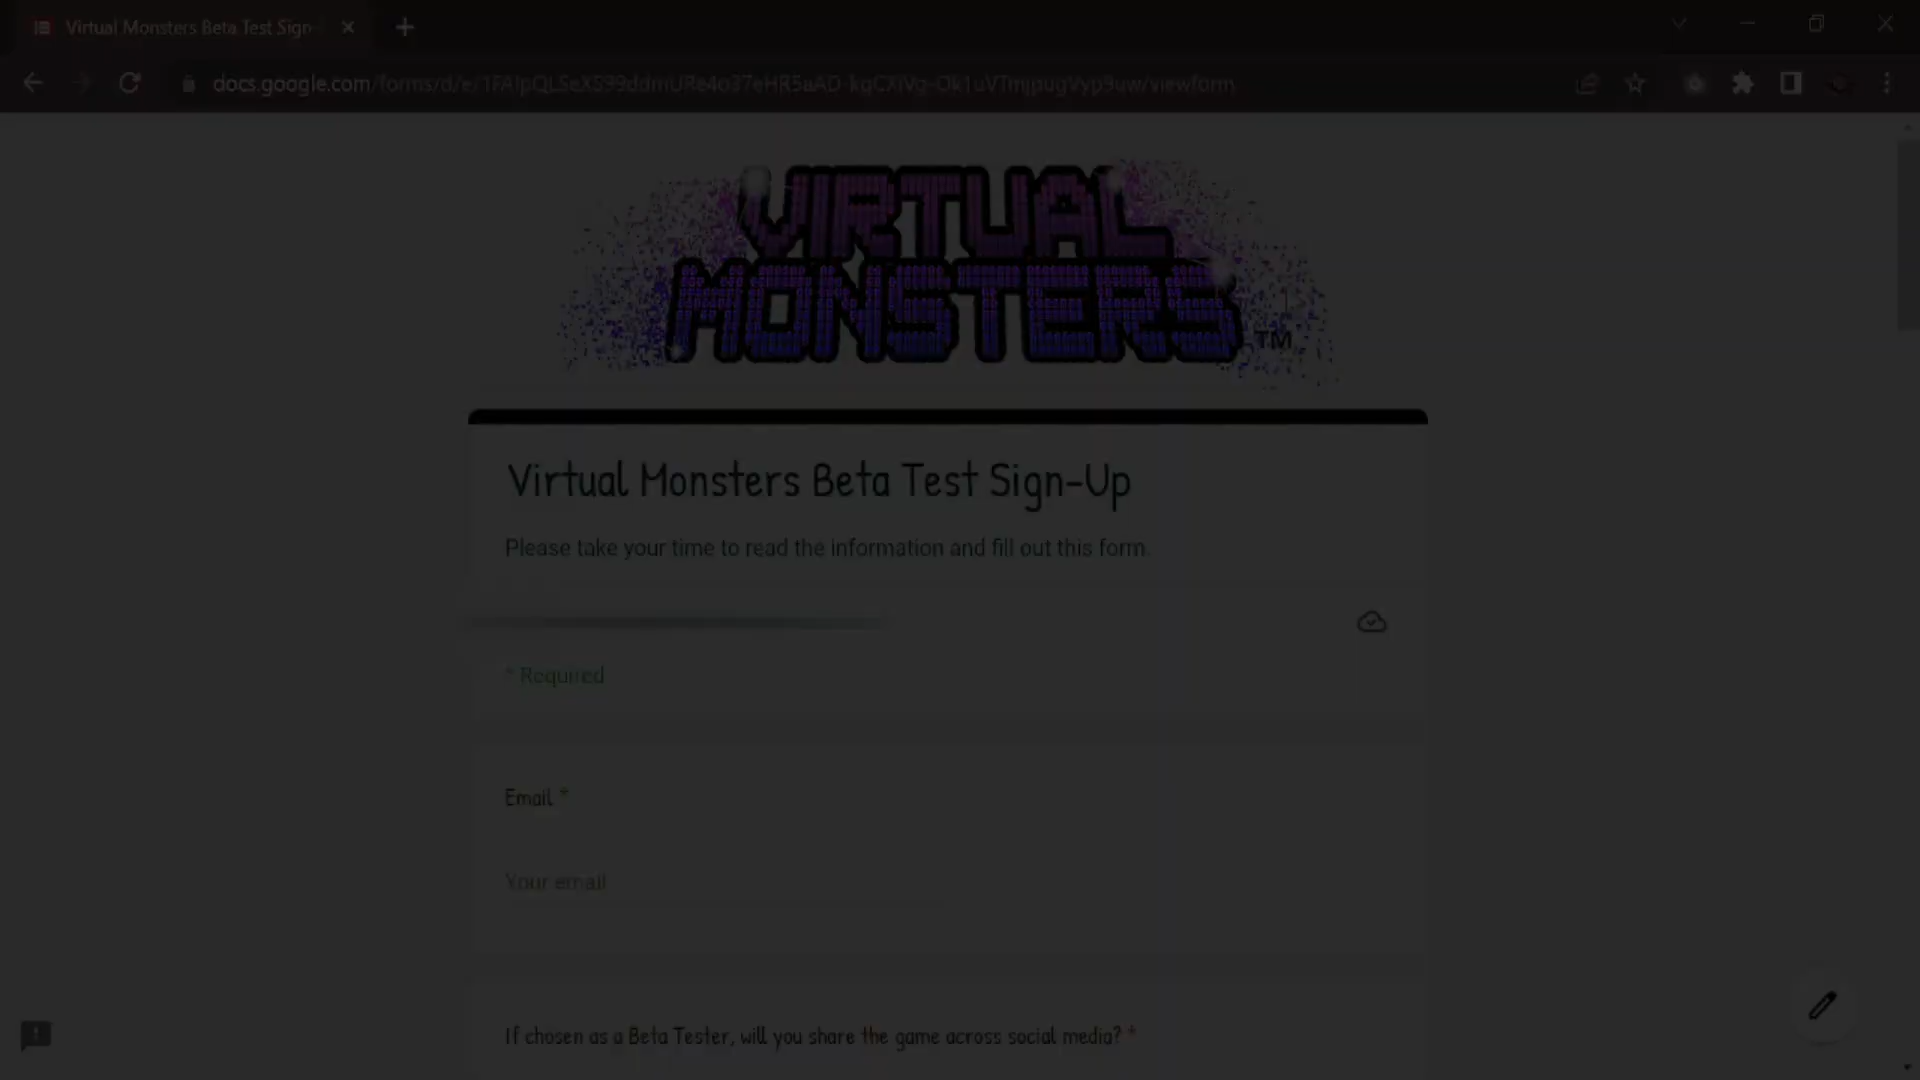 Virtual Monsters Beta Test Sign-
docs.google.com/forms/d/e/
VIRTUAL
MONSTERS
TM
Virtual Monsters Beta Test Sign-Up
Please take your time to read the information and fill out this form.
* Required
Email *
Your email
If chosen as a Beta Tester, will you share the game across social media? *